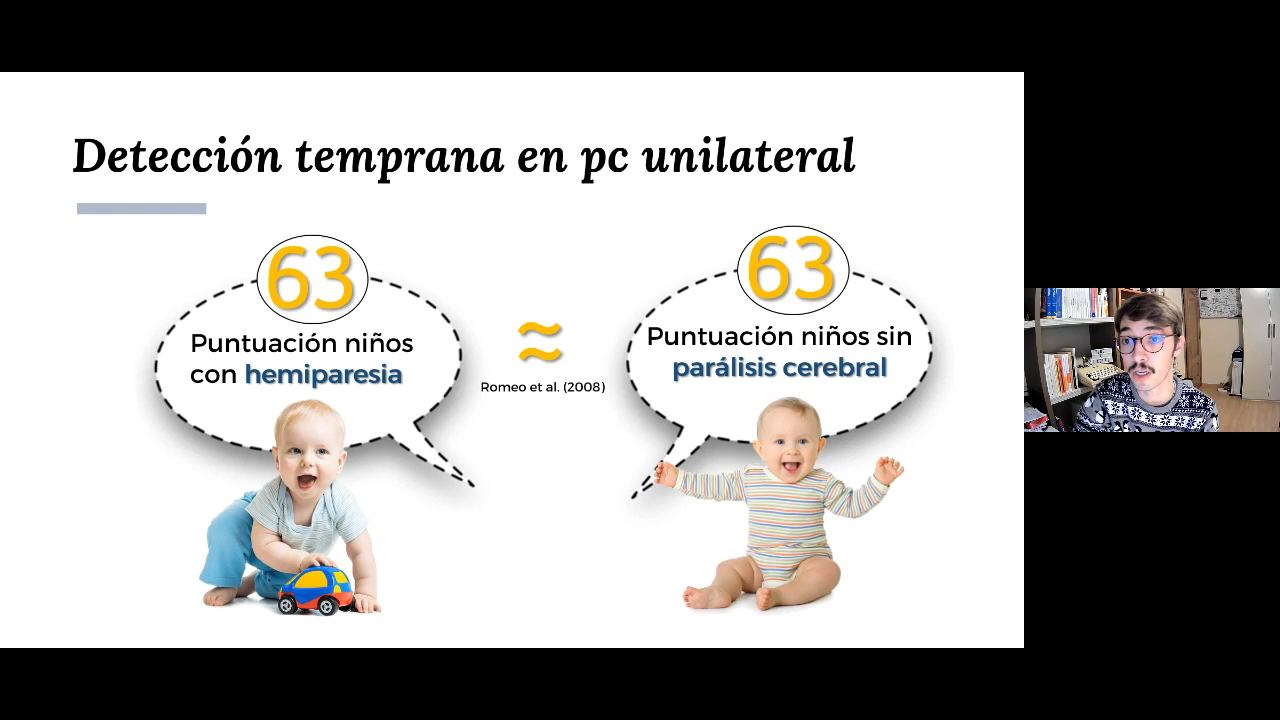 Detección temprana en pc unilateral
63
Puntuación niños
con hemiparesia
≈
Romeo et al. (2008)
63
Puntuación niños sin
parálisis cerebral